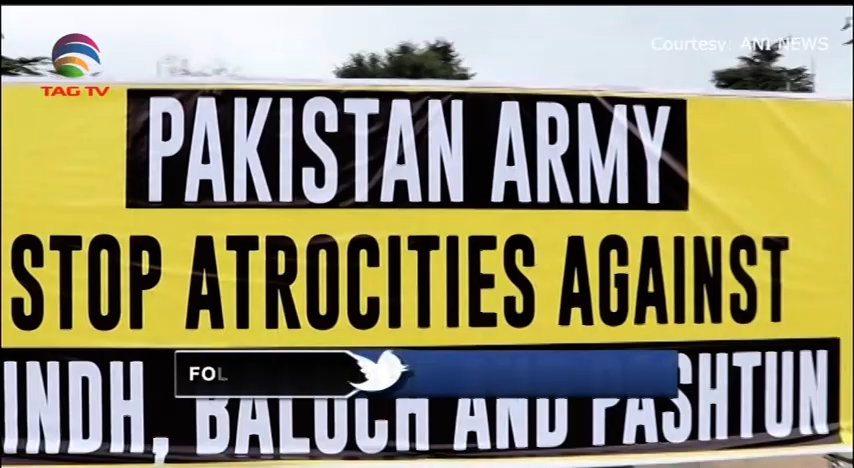 Courtesy: ANI NEWS
TAG TV
PAKISTAN ARMY
STOP ATROCITIES AGAINST
FOL
INDH, BALOCH AND PASHTUN